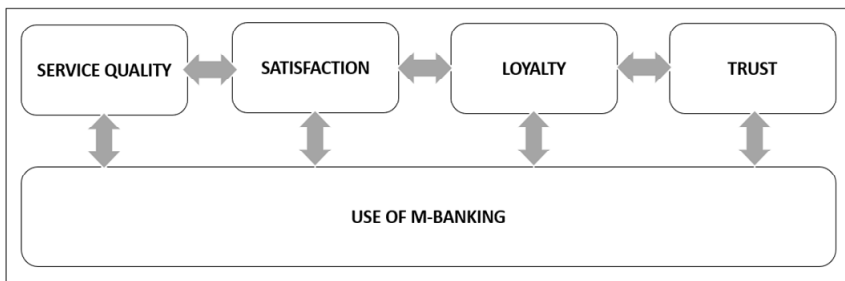 SERVICE QUALITY
SATISFACTION
LOYALTY
TRUST
USE OF M-BANKING